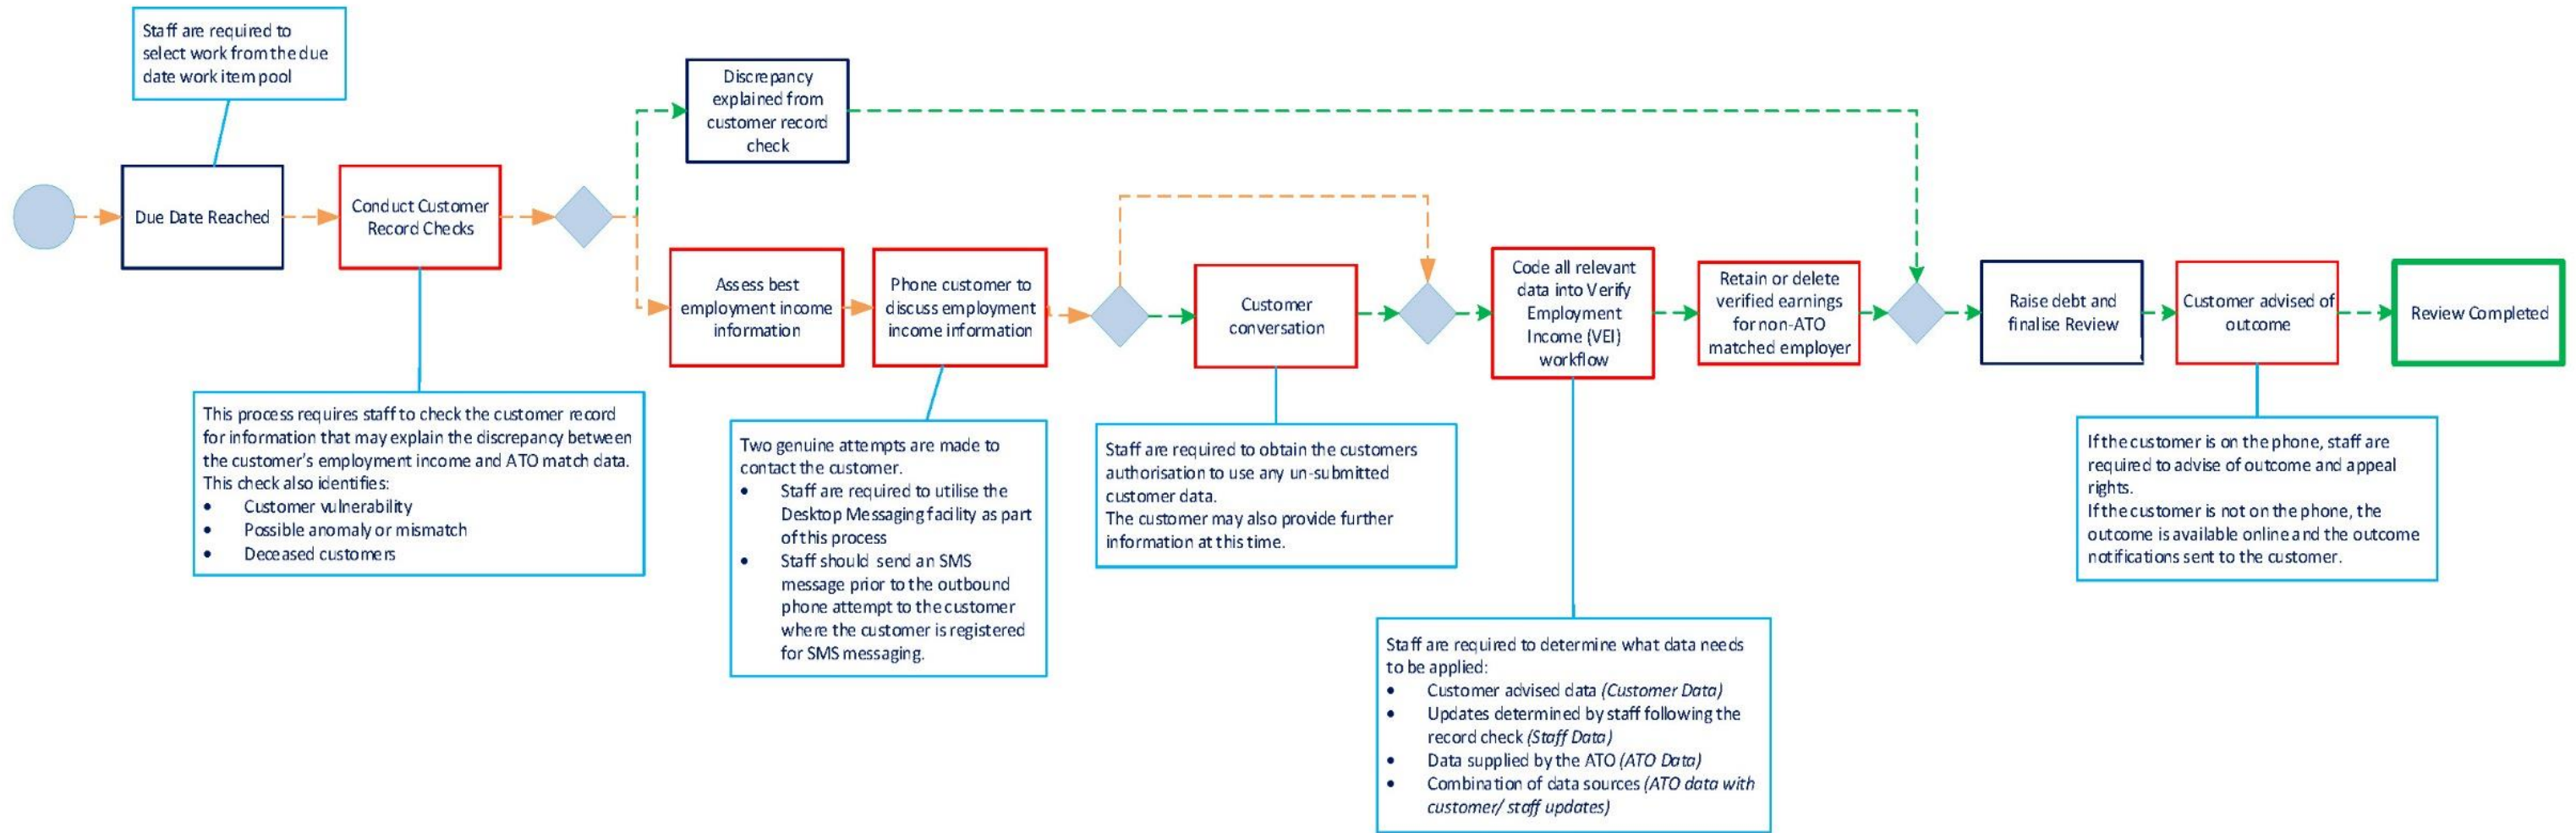 Staff are required to
select work from the due
date work item pool
Discrepancy
explained from
customer record
check
Due Date Reached
Conduct Customer
Record Checks
Assess best
employment income
information
Phone customer to
discuss employment
income information
Customer
conversation
Code all relevant
data into Verify
Employment
Income (VEI)
workflow
Retain or delete
verified earnings
for non-ATO
matched employer
Raise debt and
finalise Review
Customer advised of
outcome
Review Completed
This process requires staff to check the customer record
for information that may explain the discrepancy between
the customer's employment income and ATO match data.
This check also identifies:
• Customer vulnerability
• Possible anomaly or mismatch
• Deceased customers
Two genuine attempts are made to
contact the customer.
• Staff are required to utilise the
Desktop Messaging facility as part
of this process
• Staff should send an SMS
message prior to the outbound
phone attempt to the customer
where the customer is registered
for SMS messaging.
Staff are required to obtain the customers
authorisation to use any un-submitted
customer data.
The customer may also provide further
information at this time.
Staff are required to determine what data needs
to be applied:
• Customer advised data (Customer Data)
• Updates determined by staff following the
record check (Staff Data)
• Data supplied by the ATO (ATO Data)
• Combination of data sources (ATO data with
customer/ staff updates)
If the customer is on the phone, staff are
required to advise of outcome and appeal
rights.
If the customer is not on the phone, the
outcome is available online and the outcome
notifications sent to the customer.